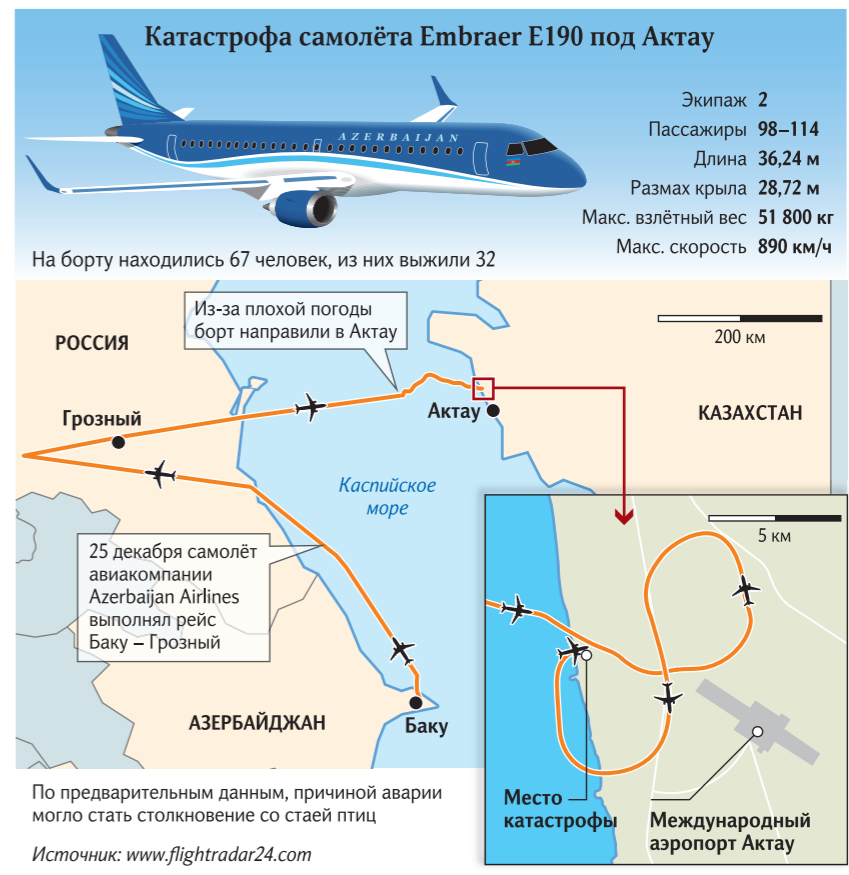 Катастрофа самолёта Embraer E190 под Актау
AZERBAIJAN
Экипаж 2
Пассажиры 98–114
Длина 36,24 м
Размах крыла 28,72 м
Макс. взлётный вес 51 800 кг
Макс. скорость 890 км/ч
На борту находились 67 человек, из них выжили 32
Из-за плохой погоды
борт направили в Актау
200 км
РОССИЯ
Грозный
Актау
КАЗАХСТАН
Каспийское
море
25 декабря самолёт
авиакомпании
Azerbaijan Airlines
выполнял рейс
Баку – Грозный
АЗЕРБАЙДЖАН
Баку
5 км
Место
катастрофы
Международный
аэропорт Актау
По предварительным данным, причиной аварии
могло стать столкновение со стаей птиц
Источник: www.flightradar24.com